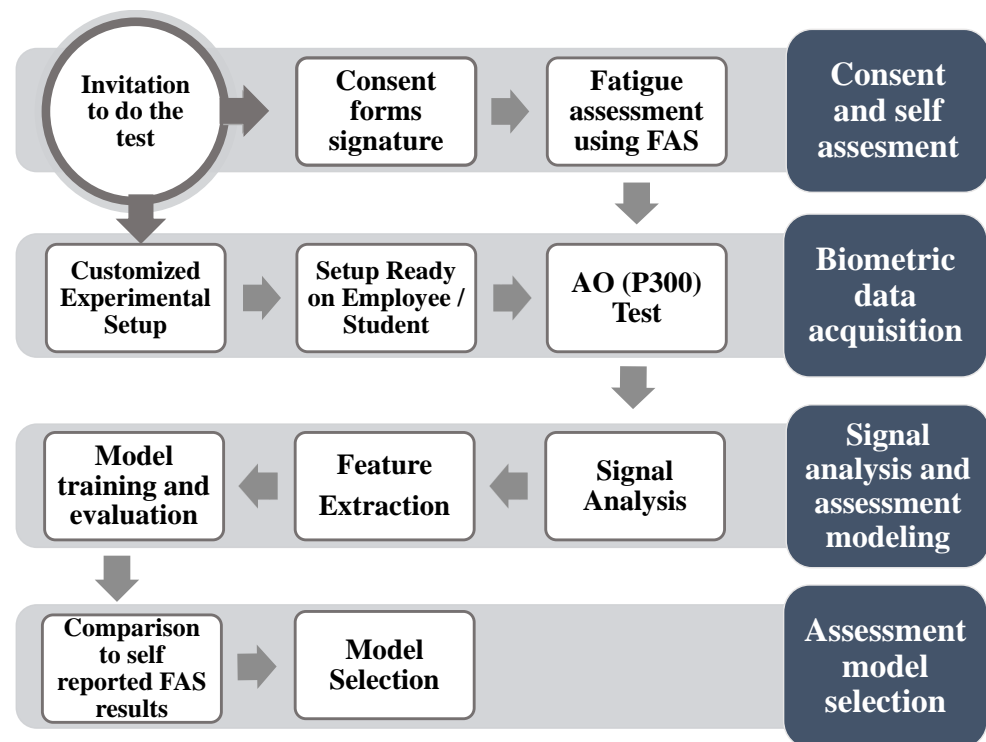 Invitation
to do the
test
Consent
forms
signature
Fatigue
assessment
using FAS
Consent
and self
assesment
Customized
Experimental
Setup
Setup Ready
on Employee /
Student
AO (P300)
Test
Biometric
data
acquisition
Model
training and
evaluation
Feature
Extraction
Signal
Analysis
Signal
analysis and
assessment
modeling
Comparison
to self
reported FAS
results
Model
Selection
Assessment
model
selection